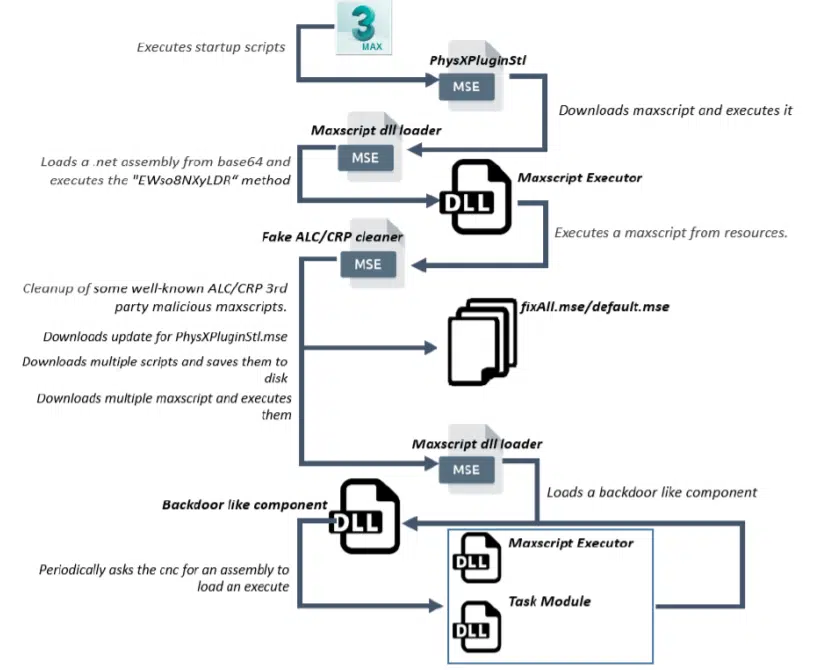 3
MAX
Executes startup scripts
PhysXPluginStl
MSE
Downloads maxscript and executes it
Maxscript dll loader
MSE
Loads a .net assembly from base64 and
executes the "EWso8NXyLDR“ method
Maxscript Executor
DLL
Executes a maxscript from resources.
Fake ALC/CRP cleaner
MSE
Cleanup of some well-known ALC/CRP 3rd
party malicious maxscripts.
Downloads update for PhysXPluginStl.mse
Downloads multiple scripts and saves them to
disk
Downloads multiple maxscript and executes
them
fixAll.mse/default.mse
Maxscript dll loader
MSE
Loads a backdoor like component
Backdoor like component
DLL
Periodically asks the cnc for an assembly to
load an execute
Maxscript Executor
DLL
Task Module
DLL